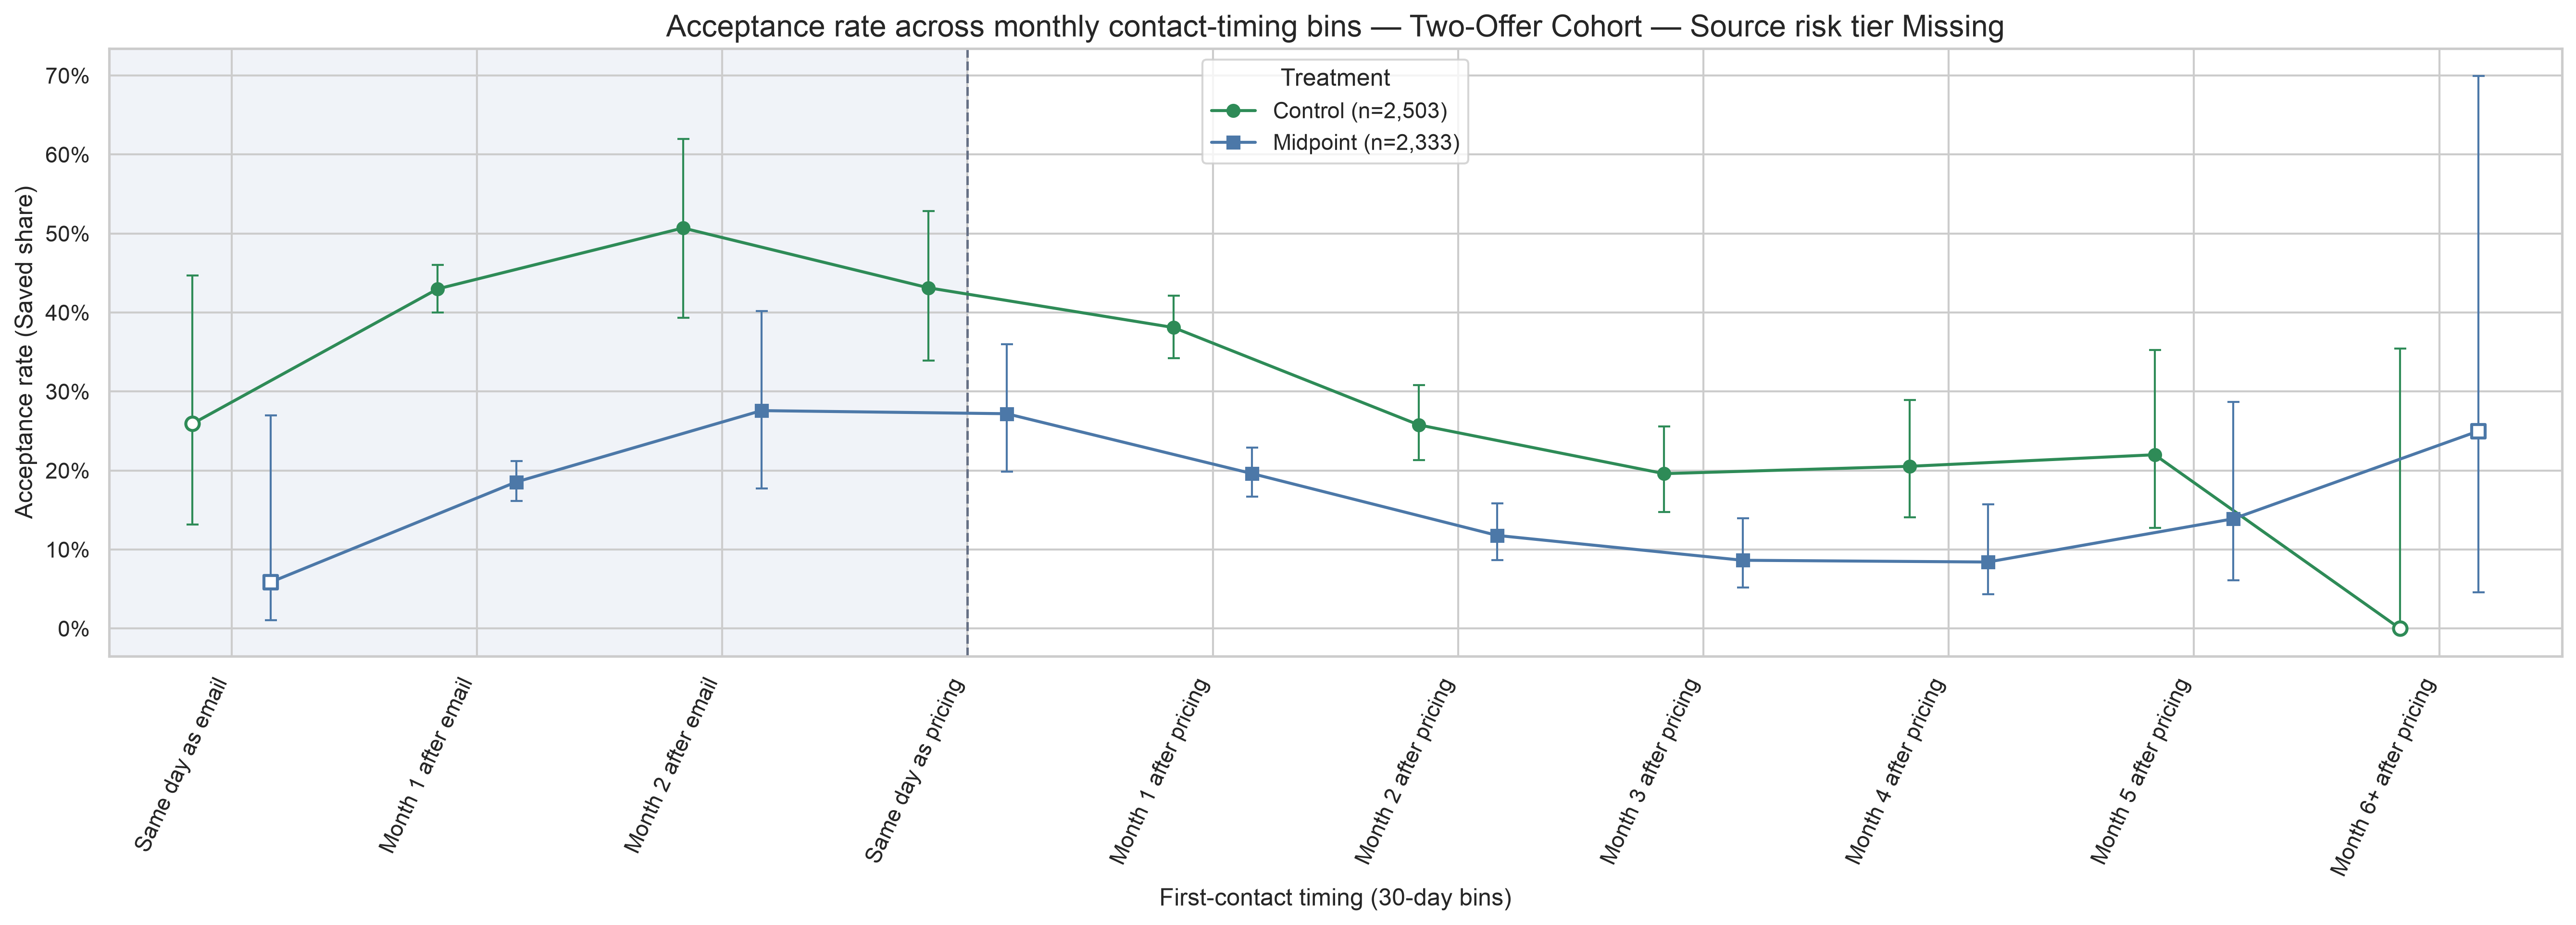 Acceptance rate across monthly contact-timing bins — Two-Offer Cohort — Source risk tier Missing
Treatment
Control (n=2,503)
Midpoint (n=2,333)
Acceptance rate (Saved share)
70%
60%
50%
40%
30%
20%
10%
0%
Same day as email
Month 1 after email
Month 2 after email
Same day as pricing
Month 1 after pricing
Month 2 after pricing
Month 3 after pricing
Month 4 after pricing
Month 5 after pricing
Month 6+ after pricing
First-contact timing (30-day bins)